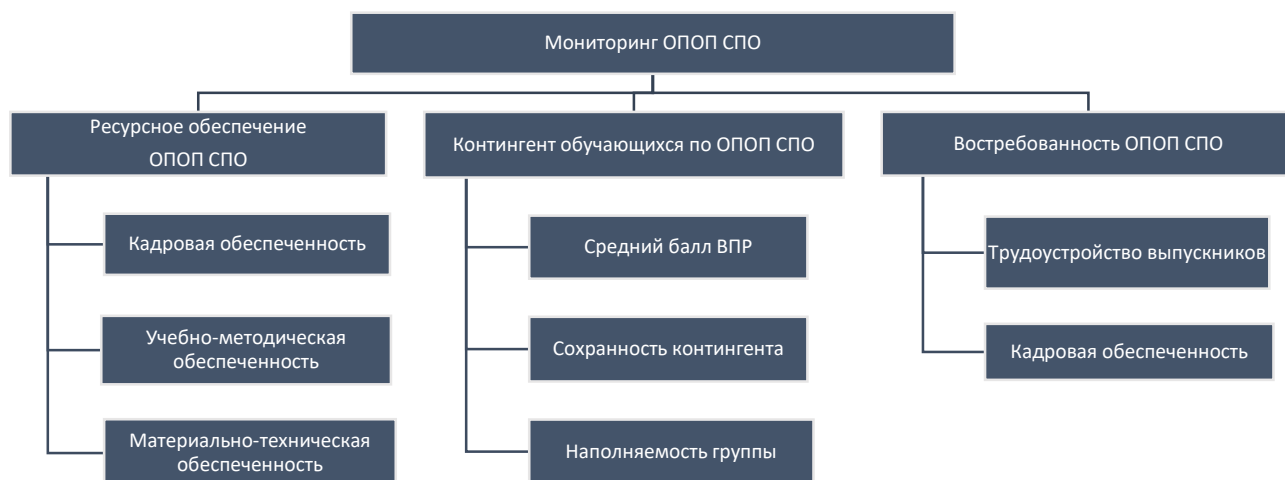 Мониторинг ОПОП СПО
Ресурсное обеспечение
ОПОП СПО
Кадровая обеспеченность
Учебно-методическая
обеспеченность
Материально-техническая
обеспеченность
Контингент обучающихся по ОПОП СПО
Средний балл ВПР
Сохранность контингента
Наполняемость группы
Востребованность ОПОП СПО
Трудоустройство выпускников
Кадровая обеспеченность